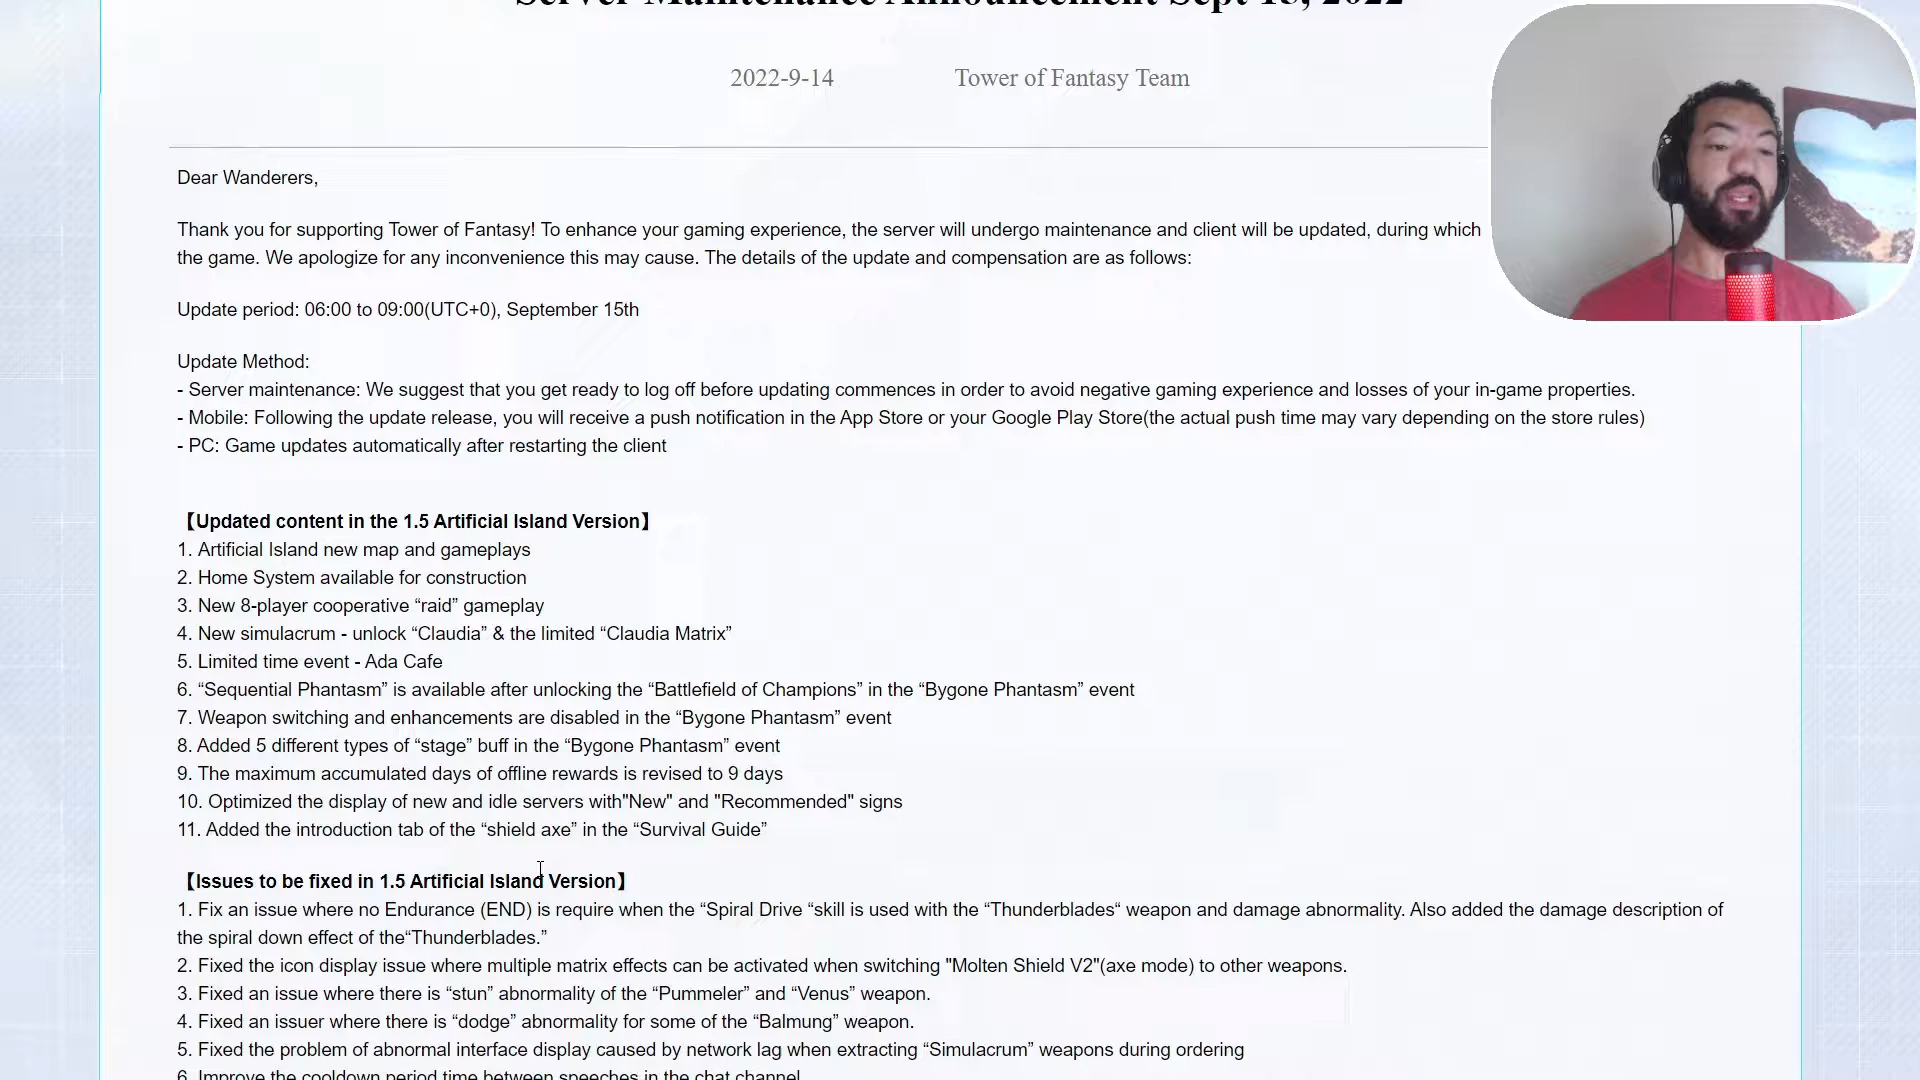 Server Maintenance Announcement Sept 15, 2022
2022-9-14 Tower of Fantasy Team
Dear Wanderers,
Thank you for supporting Tower of Fantasy! To enhance your gaming experience, the server will undergo maintenance and client will be updated, during which
the game. We apologize for any inconvenience this may cause. The details of the update and compensation are as follows:
Update period: 06:00 to 09:00(UTC+0), September 15th
Update Method:
- Server maintenance: We suggest that you get ready to log off before updating commences in order to avoid negative gaming experience and losses of your in-game properties.
- Mobile: Following the update release, you will receive a push notification in the App Store or your Google Play Store(the actual push time may vary depending on the store rules)
- PC: Game updates automatically after restarting the client
【Updated content in the 1.5 Artificial Island Version】
1. Artificial Island new map and gameplays
2. Home System available for construction
3. New 8-player cooperative “raid” gameplay
4. New simulacrum - unlock “Claudia” & the limited “Claudia Matrix”
5. Limited time event - Ada Cafe
6. “Sequential Phantasm” is available after unlocking the “Battlefield of Champions” in the “Bygone Phantasm” event
7. Weapon switching and enhancements are disabled in the “Bygone Phantasm” event
8. Added 5 different types of “stage” buff in the “Bygone Phantasm” event
9. The maximum accumulated days of offline rewards is revised to 9 days
10. Optimized the display of new and idle servers with"New" and "Recommended" signs
11. Added the introduction tab of the “shield axe” in the “Survival Guide”
【Issues to be fixed in 1.5 Artificial Island Version】
1. Fix an issue where no Endurance (END) is require when the “Spiral Drive “skill is used with the “Thunderblades“ weapon and damage abnormality. Also added the damage description of
the spiral down effect of the“Thunderblades.”
2. Fixed the icon display issue where multiple matrix effects can be activated when switching "Molten Shield V2"(axe mode) to other weapons.
3. Fixed an issue where there is “stun” abnormality of the “Pummeler” and “Venus” weapon.
4. Fixed an issuer where there is “dodge” abnormality for some of the “Balmung” weapon.
5. Fixed the problem of abnormal interface display caused by network lag when extracting “Simulacrum” weapons during ordering
6. Improve the cooldown period time between speeches in the chat channel